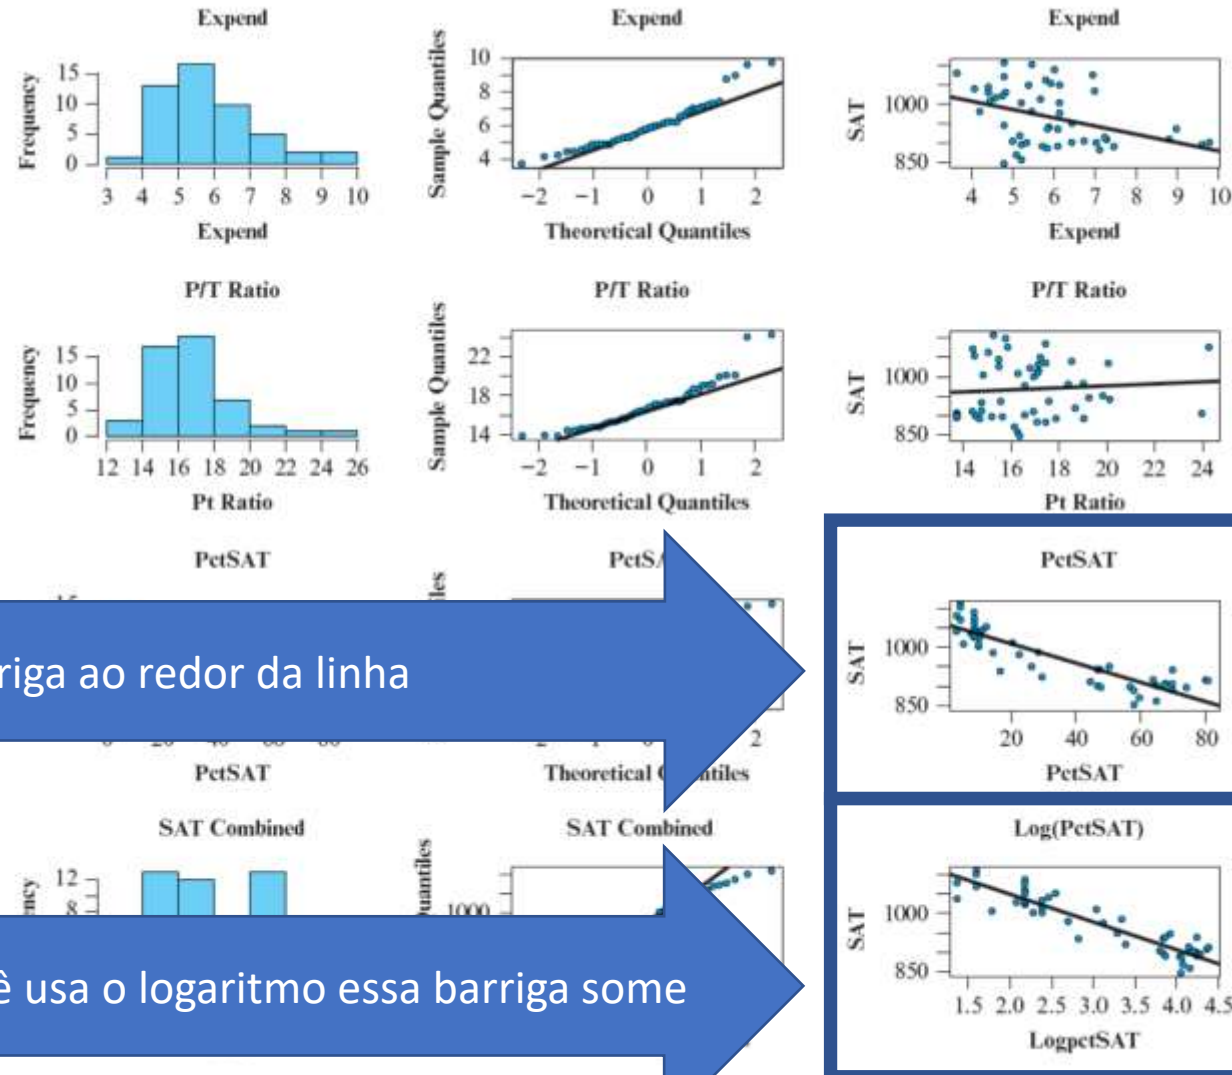 Expend
Expend
Expend
Frequency
15
10
5
0
3 4 5 6 7 8 9 10
Expend
Sample Quantiles
10
8
6
4
−2 −1 0 1 2
Theoretical Quantiles
SAT
1000
850
4 5 6 7 8 9 10
Expend
P/T Ratio
P/T Ratio
P/T Ratio
Frequency
15
10
5
0
12 14 16 18 20 22 24 26
Pt Ratio
Sample Quantiles
22
18
14
−2 −1 0 1 2
Theoretical Quantiles
SAT
1000
850
14 16 18 20 22 24
Pt Ratio
PctSAT
PctSAT
riga ao redor da linha
2
PctSAT
Theoretical
SAT
1000
850
20 40 60 80
PctSAT
SAT Combined
SAT Combined
Log(PctSAT)
12
8
1000
ê usa o logaritmo essa barriga some
SAT
1000
850
1.5 2.0 2.5 3.0 3.5 4.0 4.5
LogpctSAT